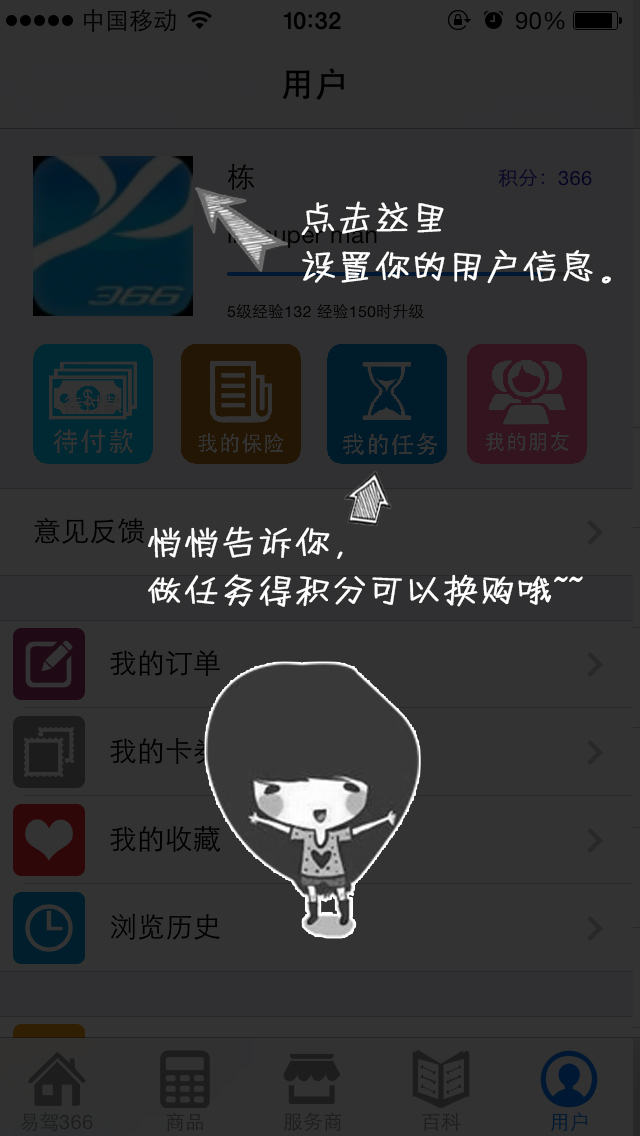 中国移动 10:32 90%
用户
366
栋
积分：366
点击这里
super man
设置你的用户信息。
5级经验132 经验150时升级
待付款
我的保险
我的任务
我的朋友
意见反馈
悄悄告诉你，
做任务得积分可以换购哦~~
我的订单
我的卡券
我的收藏
浏览历史
易驾366
商品
服务商
百科
用户